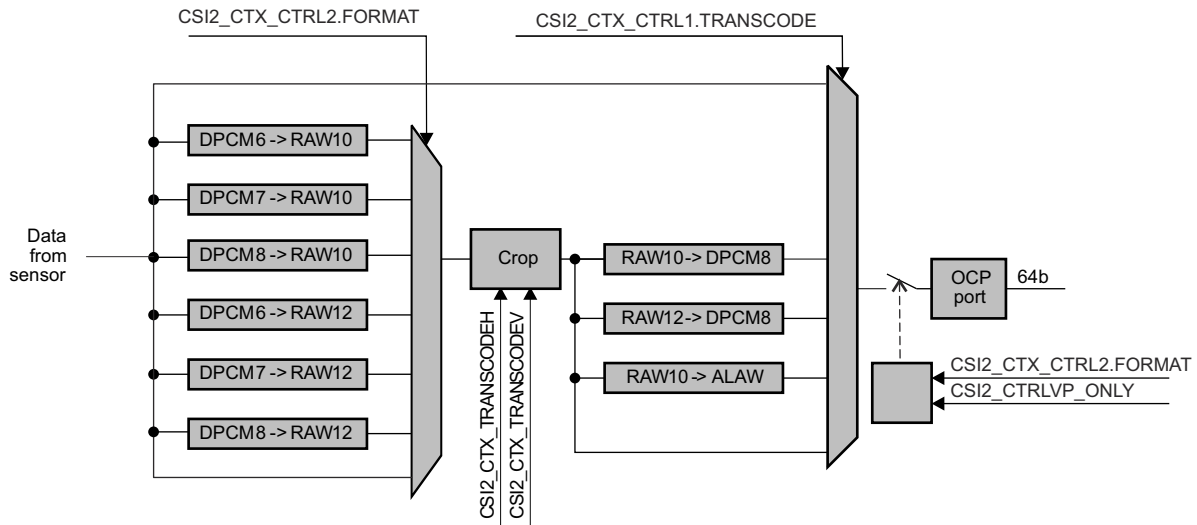 CSI2_CTX_CTRL2.FORMAT
CSI2_CTX_CTRL1.TRANSCODE
DPCM6 -> RAW10
DPCM7 -> RAW10
DPCM8 -> RAW10
DPCM6 -> RAW12
DPCM7 -> RAW12
DPCM8 -> RAW12
Data
from
sensor
Crop
CSI2_CTX_TRANSCODEH
CSI2_CTX_TRANSCODEV
RAW10 -> DPCM8
RAW12 -> DPCM8
RAW10 -> ALAW
OCP
port
64b
CSI2_CTX_CTRL2.FORMAT
CSI2_CTRLVP_ONLY